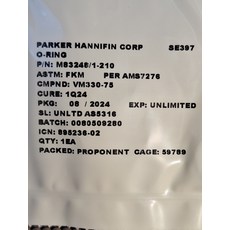 PARKER HANNIFIN CORP SE397
O-RING
P/N: M83248/1-210
ASTM: FKM PER AMS7276
CMPND: VM330-75
CURE: 1Q24
PKG: 08 / 2024 EXP: UNLIMITED
SL: UNLTD AS5316
BATCH: 0080509280
ICN: 895236-02
QTY: 1EA
PACKED: PROPONENT CAGE: 59789